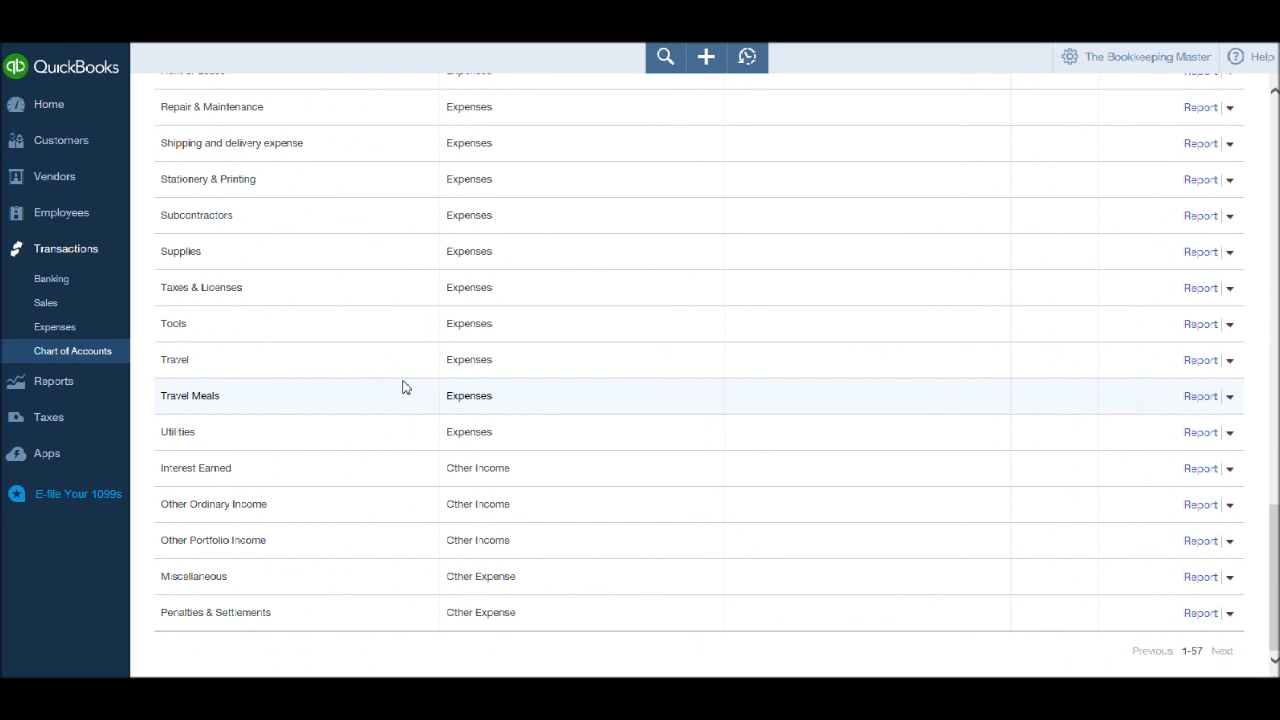 qb QuickBooks
The Bookkeeping Master
Help
Home
Customers
Vendors
Employees
Transactions
Banking
Sales
Expenses
Chart of Accounts
Reports
Taxes
Apps
E-file Your 1099s
Repair & Maintenance Expenses Report
Shipping and delivery expense Expenses Report
Stationery & Printing Expenses Report
Subcontractors Expenses Report
Supplies Expenses Report
Taxes & Licenses Expenses Report
Tools Expenses Report
Travel Expenses Report
Travel Meals Expenses Report
Utilities Expenses Report
Interest Earned Other Income Report
Other Ordinary Income Other Income Report
Other Portfolio Income Other Income Report
Miscellaneous Other Expense Report
Penalties & Settlements Other Expense Report
Previous 1-57 Next